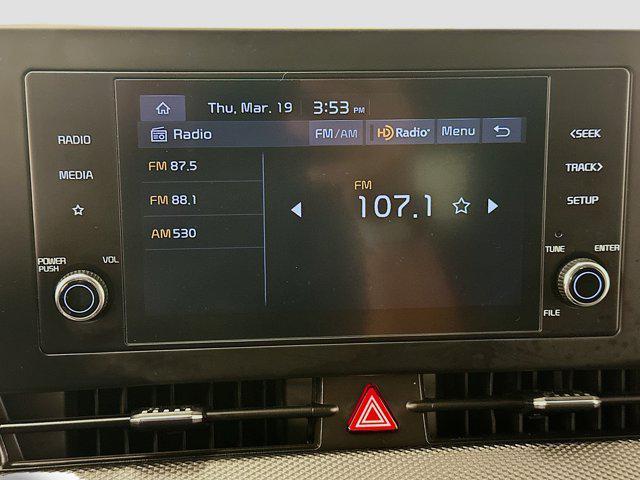 Thu, Mar. 19 3:53 PM
Radio FM/AM HD Radio Menu
FM 87.5
FM 88.1
AM 530
FM
107.1
RADIO
MEDIA
POWER
PUSH
VOL
<SEEK
TRACK>
SETUP
TUNE
ENTER
FILE